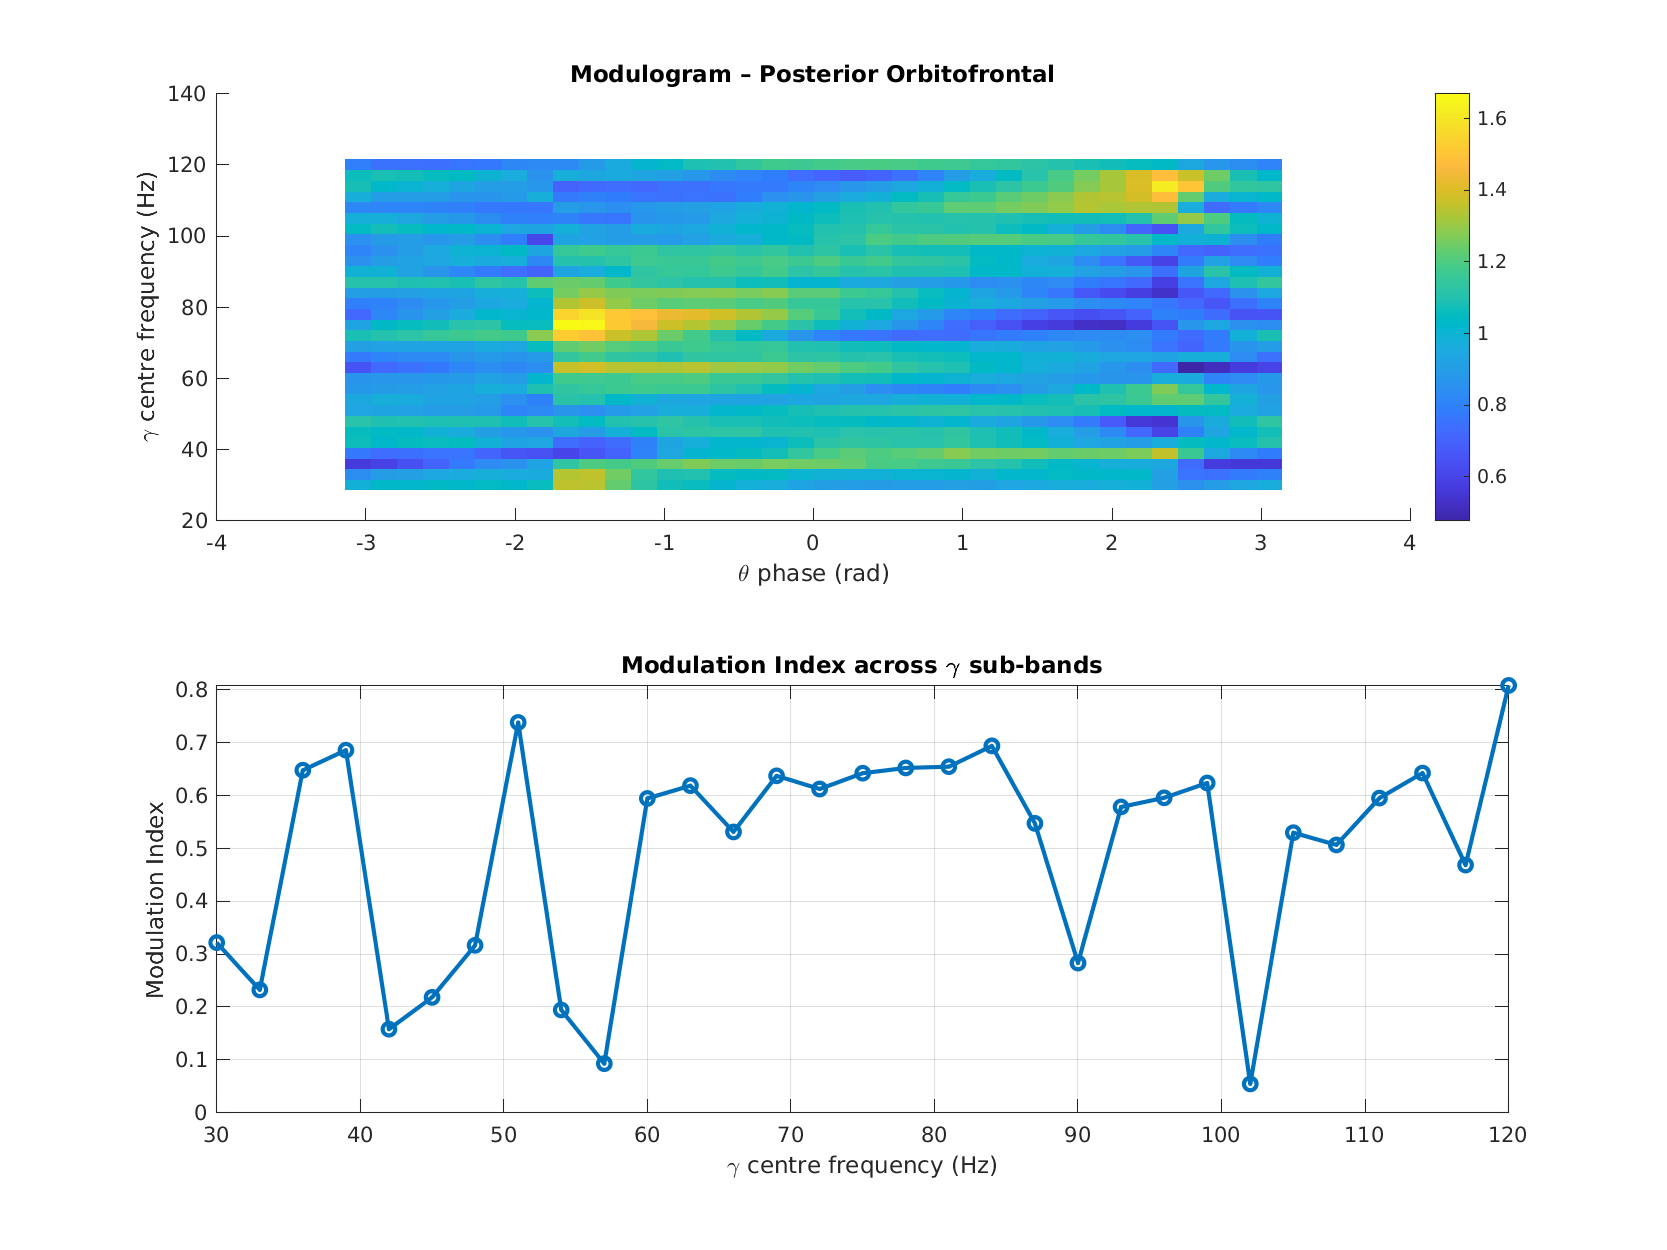 Modulogram – Posterior Orbitofrontal
140
120
100
80
60
40
20
γ centre frequency (Hz)
-4 -3 -2 -1 0 1 2 3 4
θ phase (rad)
1.6
1.4
1.2
1
0.8
0.6
Modulation Index across γ sub-bands
0.8
0.7
0.6
0.5
0.4
0.3
0.2
0.1
0
Modulation Index
30 40 50 60 70 80 90 100 110 120
γ centre frequency (Hz)